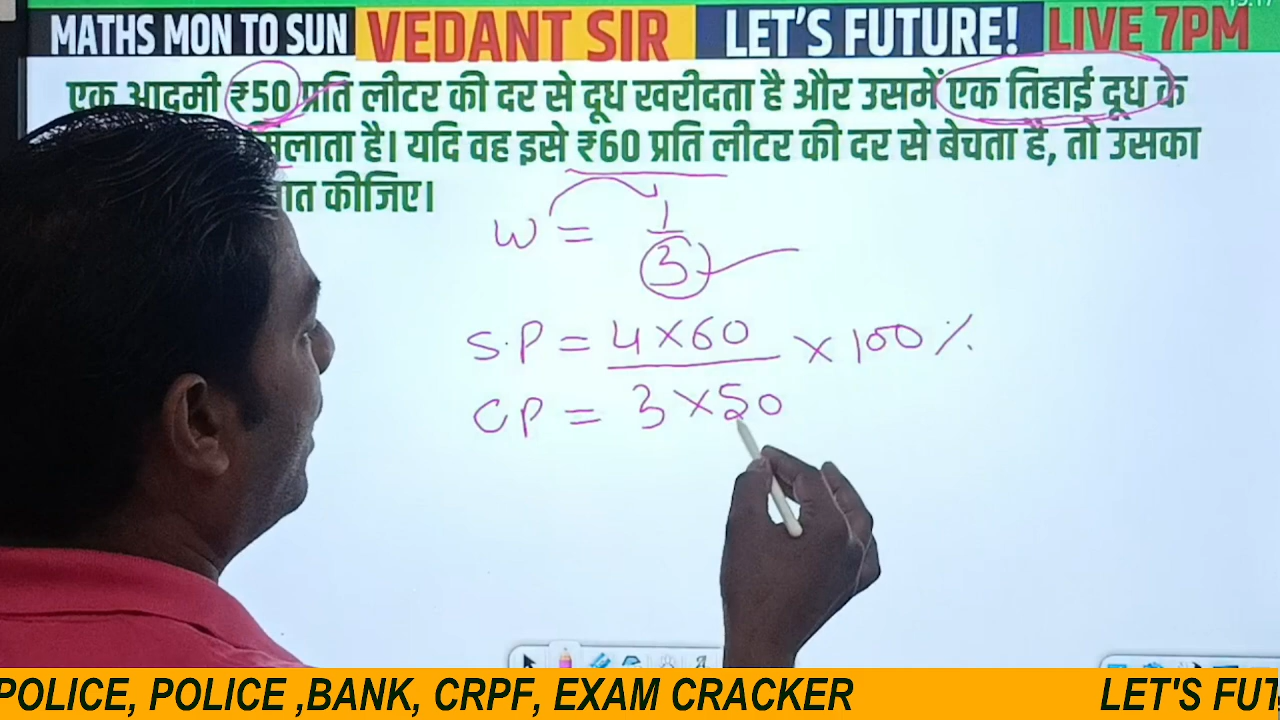 MATHS MON TO SUN VEDANT SIR LET'S FUTURE! LIVE 7PM
एक आदमी ₹50 प्रति लीटर की दर से दूध खरीदता है और उसमें एक तिहाई दूध के
है। यदि वह इसे ₹60 प्रति लीटर की दर से बेचता है, तो उसका
कीजिए।
W = 1
3
S.P = 4×60 ×100%
CP = 3×50
POLICE, POLICE ,BANK, CRPF, EXAM CRACKER LET'S